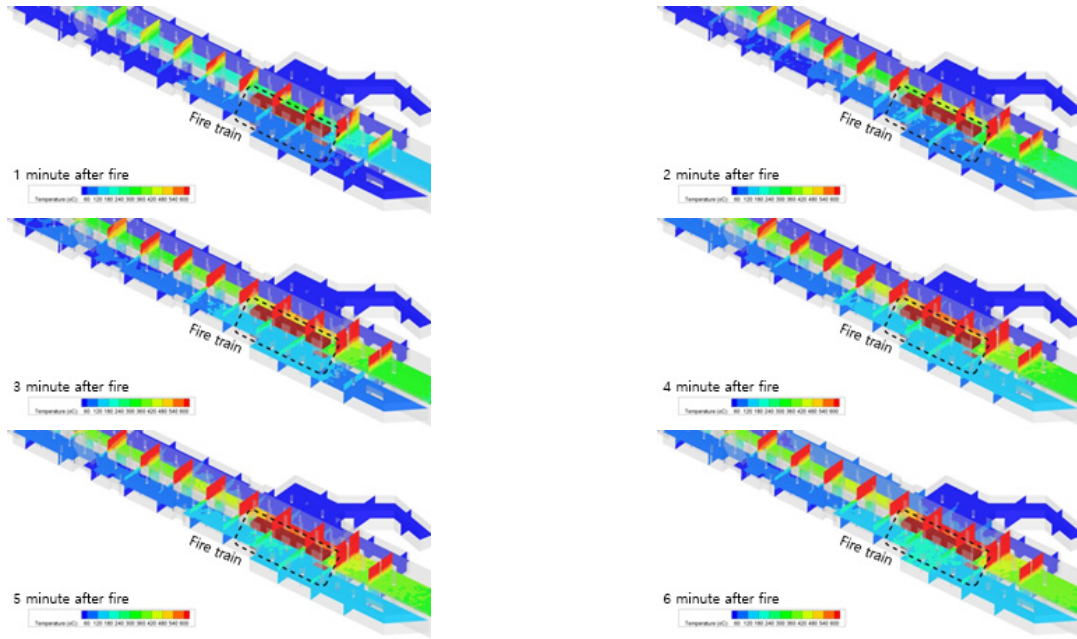 Fire train
1 minute after fire
Temperature (oC) 60 120 180 240 300 360 420 480 540 600
Fire train
2 minute after fire
Temperature (oC) 60 120 180 240 300 360 420 480 540 600
Fire train
3 minute after fire
Temperature (oC) 60 120 180 240 300 360 420 480 540 600
Fire train
4 minute after fire
Temperature (oC) 60 120 180 240 300 360 420 480 540 600
Fire train
5 minute after fire
Temperature (oC) 60 120 180 240 300 360 420 480 540 600
Fire train
6 minute after fire
Temperature (oC) 60 120 180 240 300 360 420 480 540 600